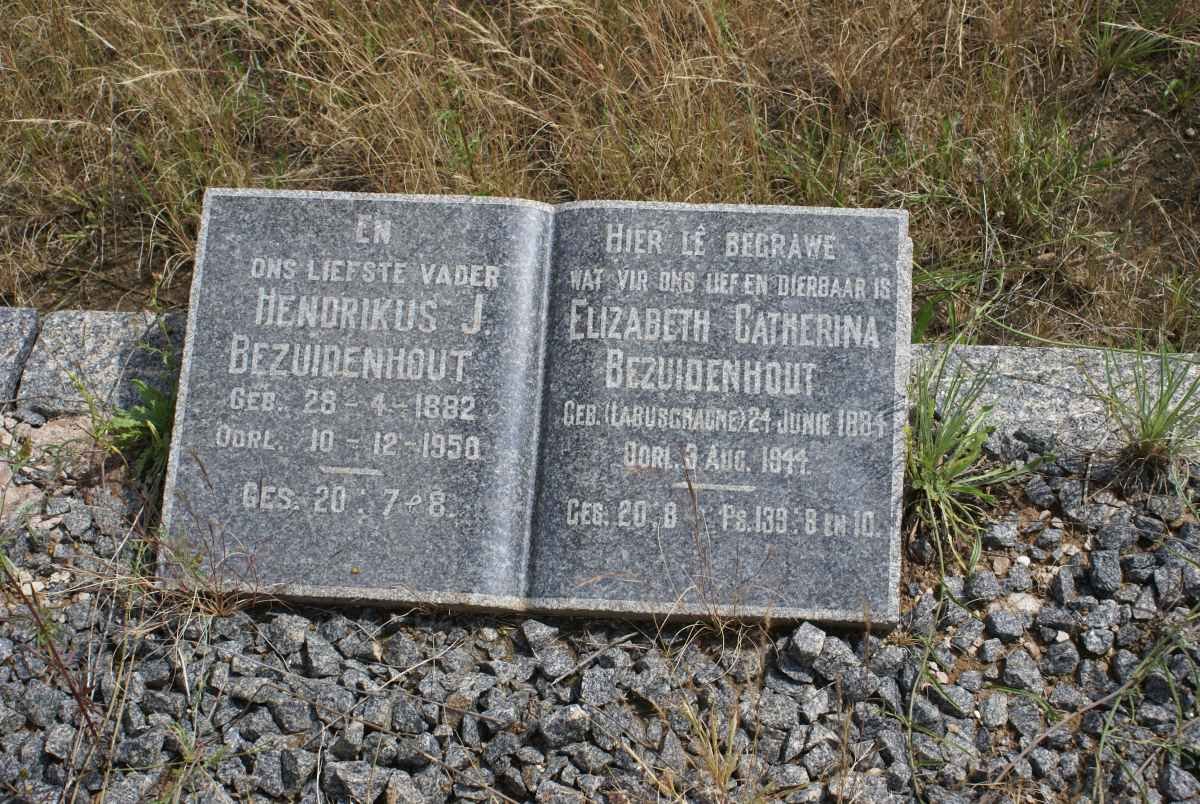 EN
ONS LIEFSTE VADER
HENDRIKUS J.
BEZUIDENHOUT
GEB. 28 - 4 - 1882
OORL. 10 - 12 - 1950.
GES. 20 : 7 + 8.
HIER LÊ BEGRAWE
WAT VIR ONS LIEF EN DIERBAAR IS
ELIZABETH CATHERINA
BEZUIDENHOUT
GEB. (LABUSCHAGNE) 24 JUNIE 1884
OORL. 3 AUG. 1944.
GES. 20 : 8 Ps. 139 : 8 EN 10.